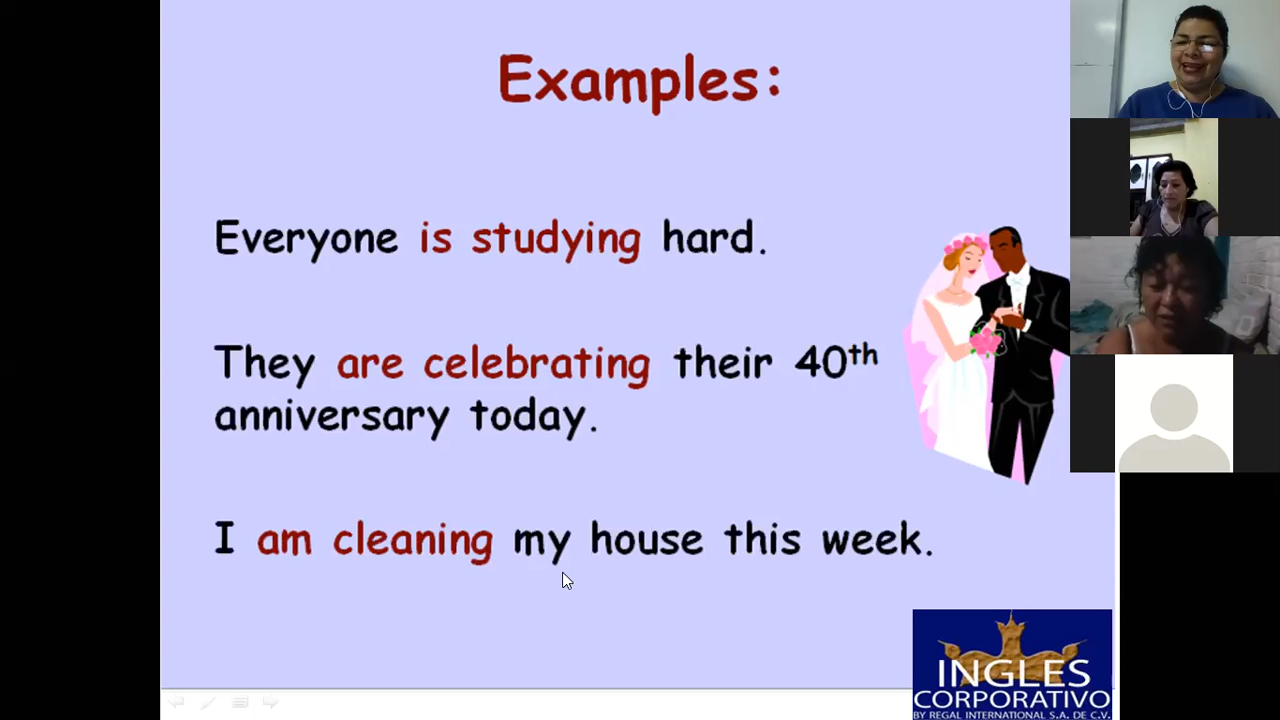 Examples:
Everyone is studying hard.
They are celebrating their 40th
anniversary today.
I am cleaning my house this week.
INGLES
CORPORATIVO
BY REGAL INTERNATIONAL S.A. DE C.V.